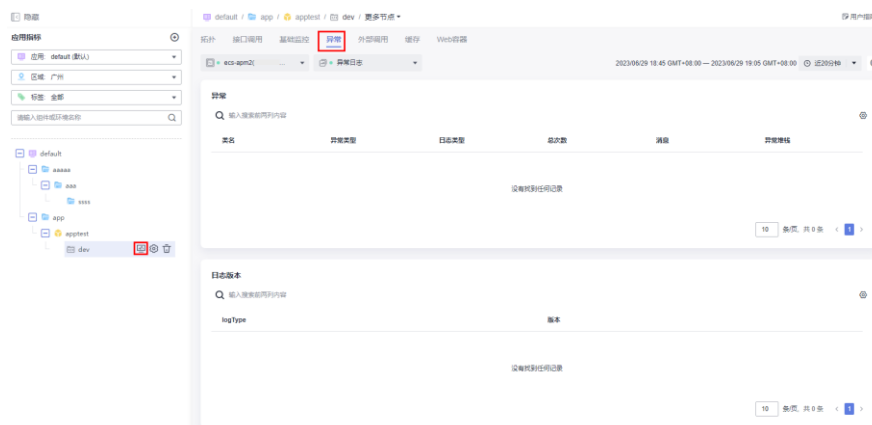 隐藏
default / app / apptest / dev / 更多节点
用户指
应用指标
拓扑 接口调用 基础监控 异常 外部调用 缓存 Web容器
应用: default (默认)
ecs-apm2( ... 异常日志 2023/06/29 18:45 GMT+08:00 — 2023/06/29 19:05 GMT+08:00 近20分钟
区域: 广州
标签: 全部
请输入组件或环境名称
异常
输入搜索前两列内容
类名 异常类型 日志类型 总次数 消息 异常堆栈
没有找到任何记录
10 条/页, 共 0 条 < 1 >
default
aaaaa
aaa
ssss
app
apptest
dev
日志版本
输入搜索前两列内容
logType 版本
没有找到任何记录
10 条/页, 共 0 条 < 1 >